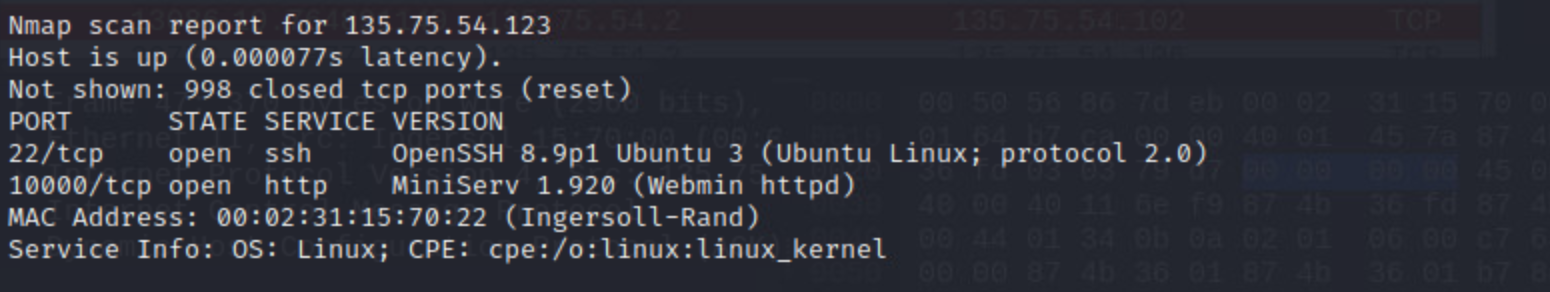 Nmap scan report for 135.75.54.123
Host is up (0.000077s latency).
Not shown: 998 closed tcp ports (reset)
PORT      STATE SERVICE VERSION
22/tcp    open  ssh     OpenSSH 8.9p1 Ubuntu 3 (Ubuntu Linux; protocol 2.0)
10000/tcp open  http    MiniServ 1.920 (Webmin httpd)
MAC Address: 00:02:31:15:70:22 (Ingersoll-Rand)
Service Info: OS: Linux; CPE: cpe:/o:linux:linux_kernel